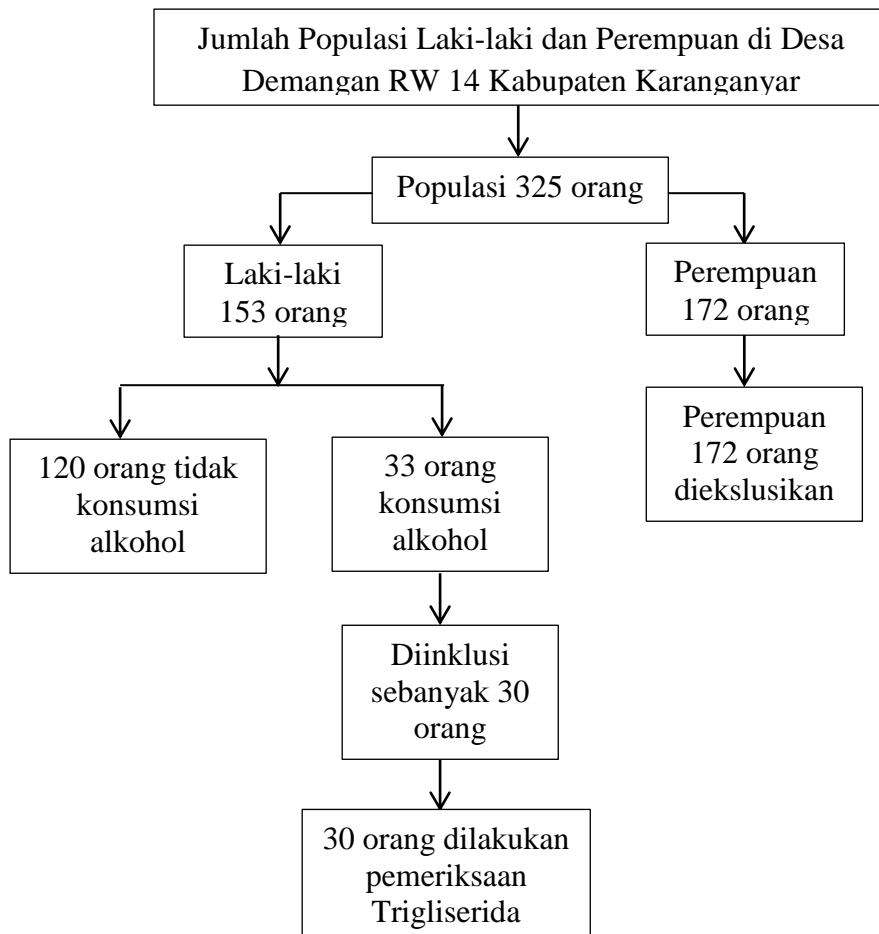 Jumlah Populasi Laki-laki dan Perempuan di Desa
Demangan RW 14 Kabupaten Karanganyar
Populasi 325 orang
Laki-laki
153 orang
Perempuan
172 orang
120 orang tidak
konsumsi
alkohol
33 orang
konsumsi
alkohol
Perempuan
172 orang
diekslusikan
Diinklusi
sebanyak 30
orang
30 orang dilakukan
pemeriksaan
Trigliserida